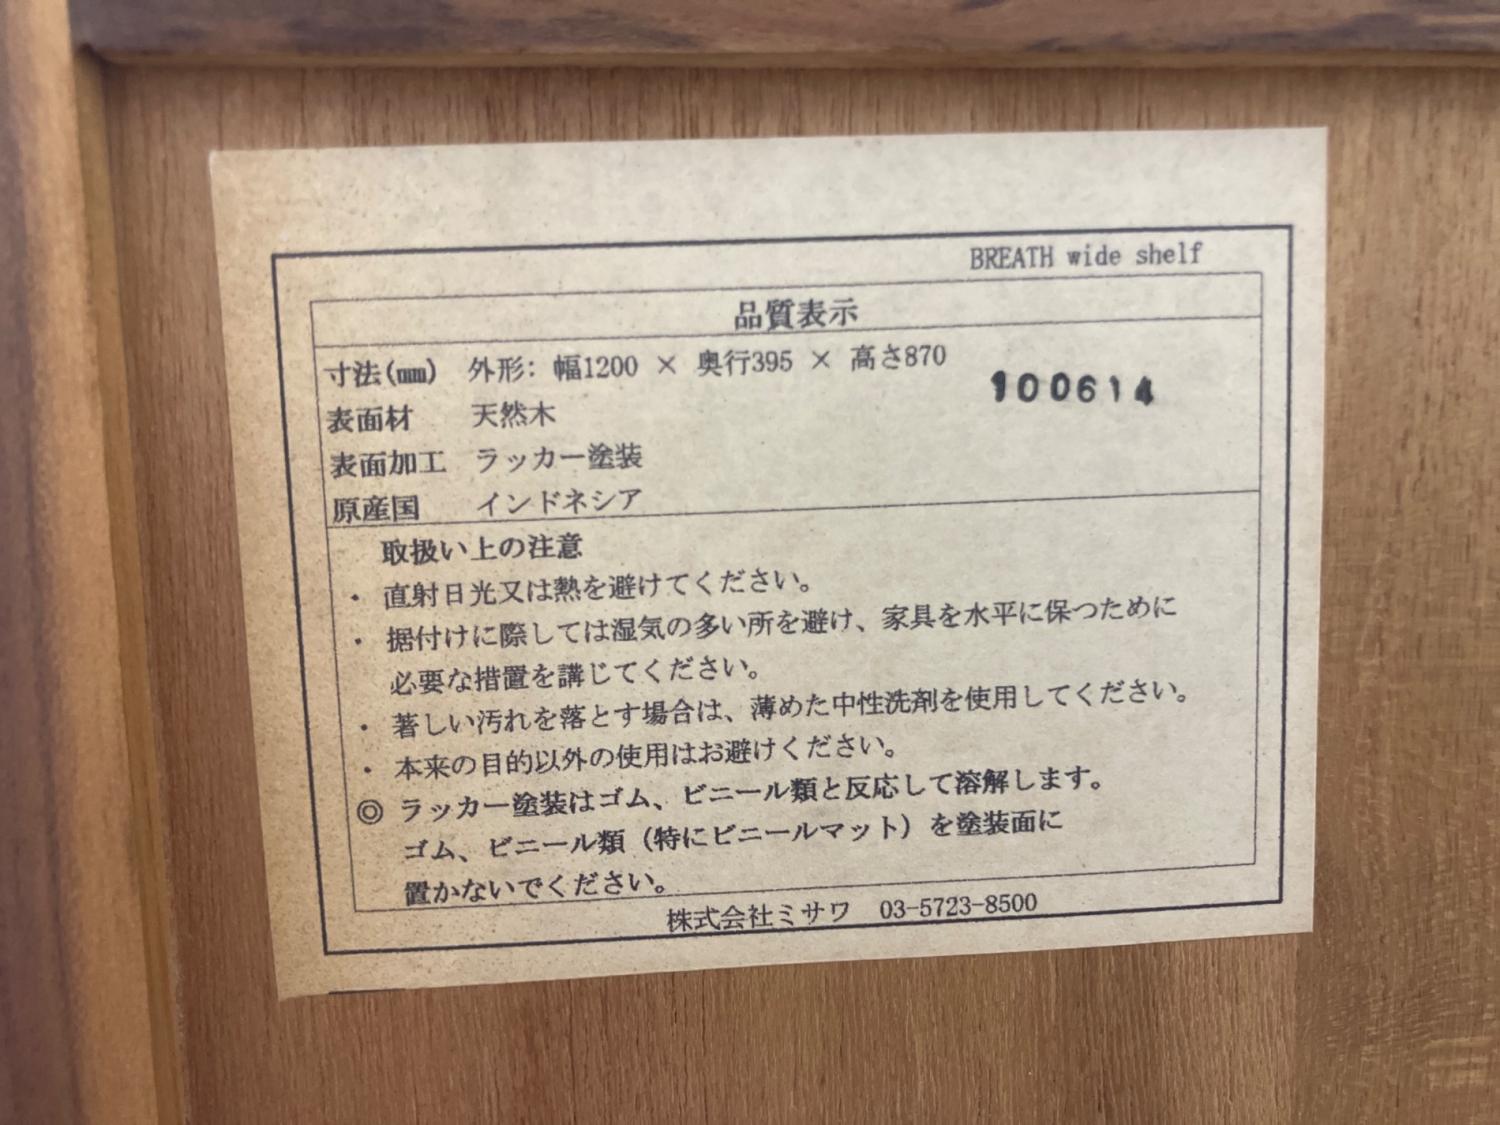 BREATH wide shelf
品質表示
寸法(mm) 外形: 幅1200 × 奥行395 × 高さ870
100614
表面材 天然木
表面加工 ラッカー塗装
原産国 インドネシア
取扱い上の注意
・ 直射日光又は熱を避けてください。
・ 据付けに際しては湿気の多い所を避け、家具を水平に保つために
必要な措置を講じてください。
・ 著しい汚れを落とす場合は、薄めた中性洗剤を使用してください。
・ 本来の目的以外の使用はお避けください。
◎ ラッカー塗装はゴム、ビニール類と反応して溶解します。
ゴム、ビニール類（特にビニールマット）を塗装面に
置かないでください。
株式会社ミサワ 03-5723-8500